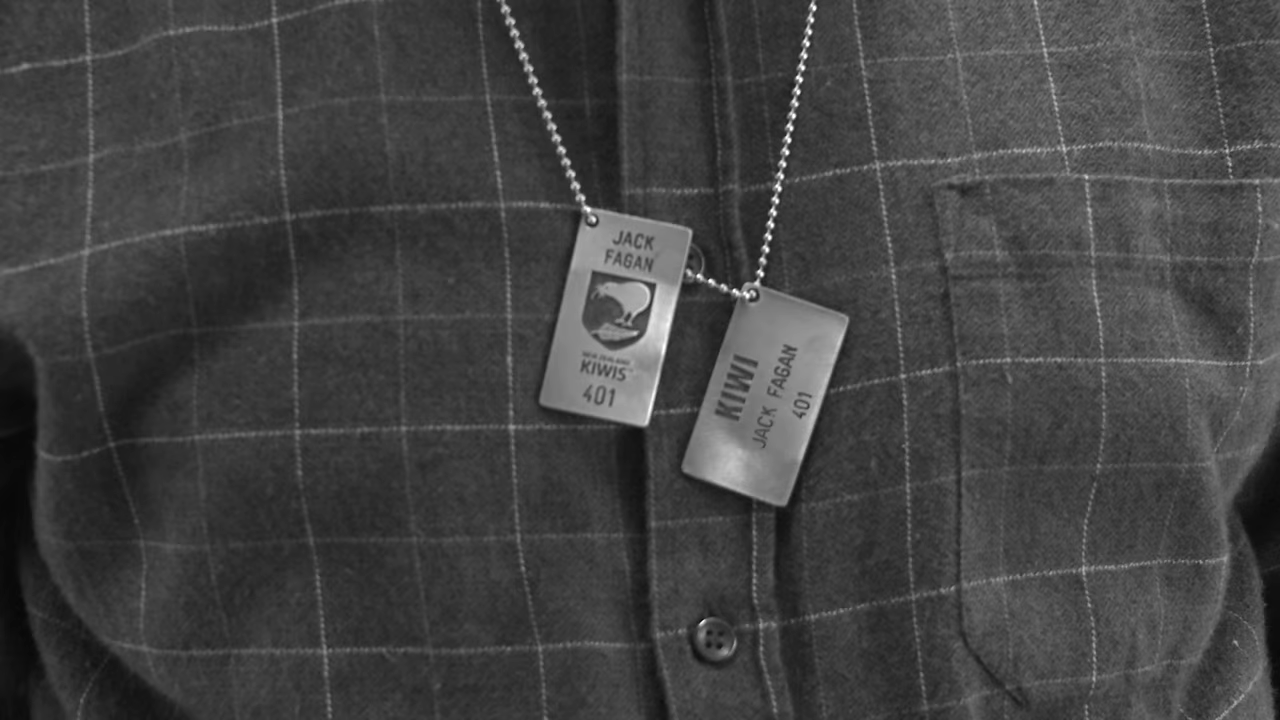 JACK
FAGAN
NEW ZEALAND
KIWIS
401
KIWI
JACK FAGAN
401